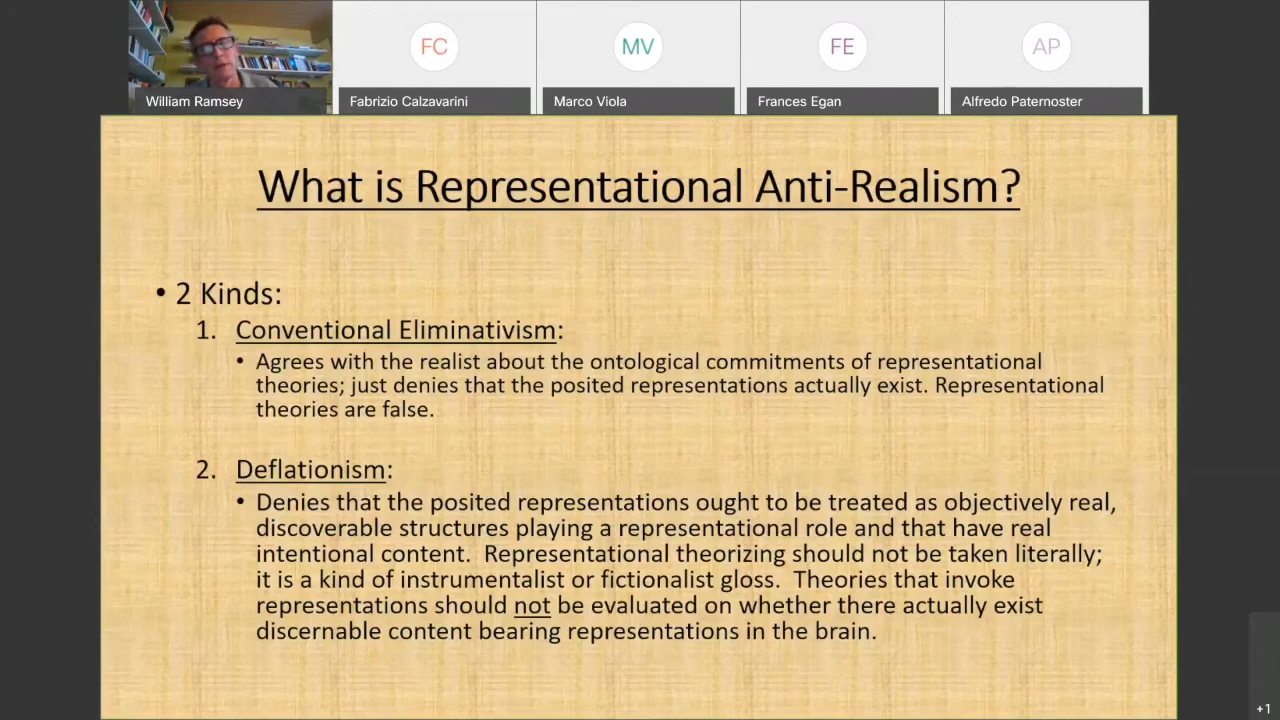 FC
MV
FE
AP
William Ramsey
Fabrizio Calzavarini
Marco Viola
Frances Egan
Alfredo Paternoster
What is Representational Anti-Realism?
• 2 Kinds:
1. Conventional Eliminativism:
• Agrees with the realist about the ontological commitments of representational
theories; just denies that the posited representations actually exist. Representational
theories are false.
2. Deflationism:
• Denies that the posited representations ought to be treated as objectively real,
discoverable structures playing a representational role and that have real
intentional content. Representational theorizing should not be taken literally;
it is a kind of instrumentalist or fictionalist gloss. Theories that invoke
representations should not be evaluated on whether there actually exist
discernable content bearing representations in the brain.
+1